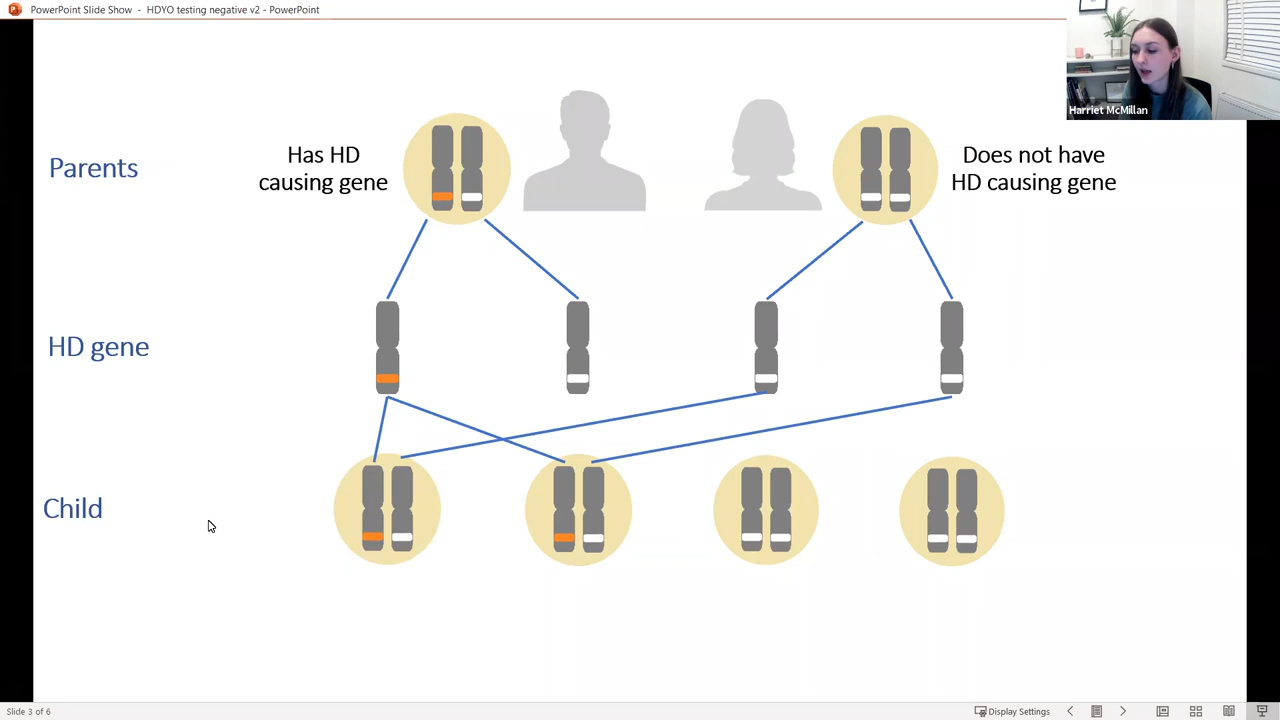 PowerPoint Slide Show - HDYO testing negative v2 - PowerPoint
Harriet McMillan
Parents
Has HD
causing gene
Does not have
HD causing gene
HD gene
Child
Slide 3 of 6
Display Settings